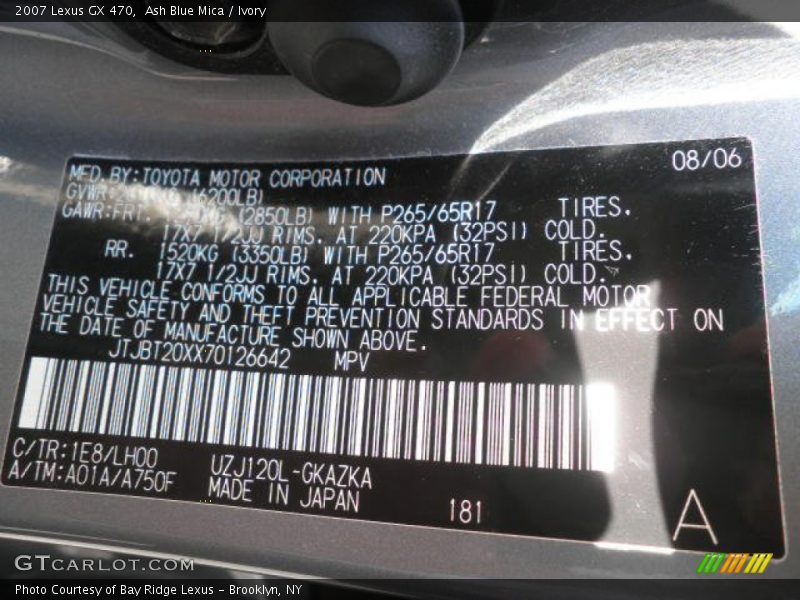 2007 Lexus GX 470, Ash Blue Mica / Ivory
08/06
MFD. BY: TOYOTA MOTOR CORPORATION
GVWR: (6200LB)
GAWR: FRT. (2850LB) WITH P265/65R17 TIRES,
17X7 1/2JJ RIMS, AT 220KPA (32PSI) COLD.
RR. 1520KG (3350LB) WITH P265/65R17 TIRES,
17X7 1/2JJ RIMS, AT 220KPA (32PSI) COLD.
THIS VEHICLE CONFORMS TO ALL APPLICABLE FEDERAL MOTOR
VEHICLE SAFETY AND THEFT PREVENTION STANDARDS IN EFFECT ON
THE DATE OF MANUFACTURE SHOWN ABOVE.
JTJBT20XX70126642 MPV
C/TR: 1E8/LH00 UZJ120L-GKAZKA
A/TM: A01A/A750F MADE IN JAPAN 181 A
GTCARLOT.COM
Photo Courtesy of Bay Ridge Lexus - Brooklyn, NY